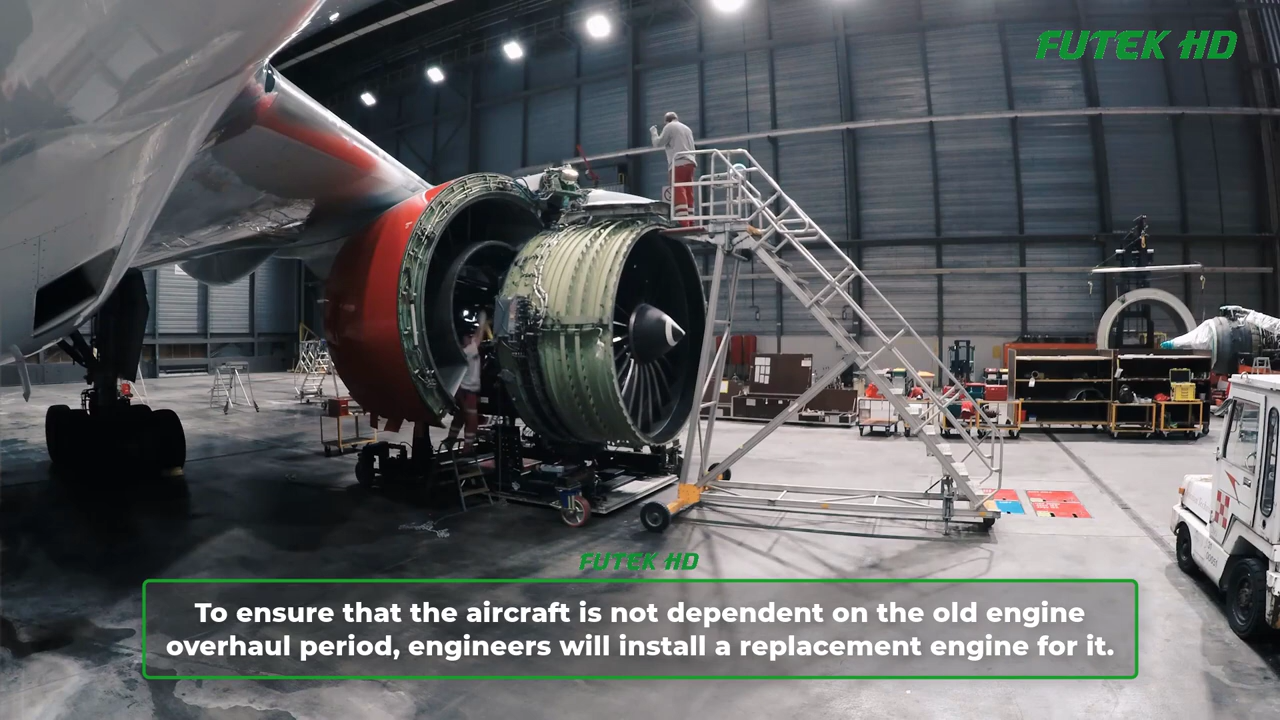 FUTEK HD
FUTEK HD
To ensure that the aircraft is not dependent on the old engine
overhaul period, engineers will install a replacement engine for it.